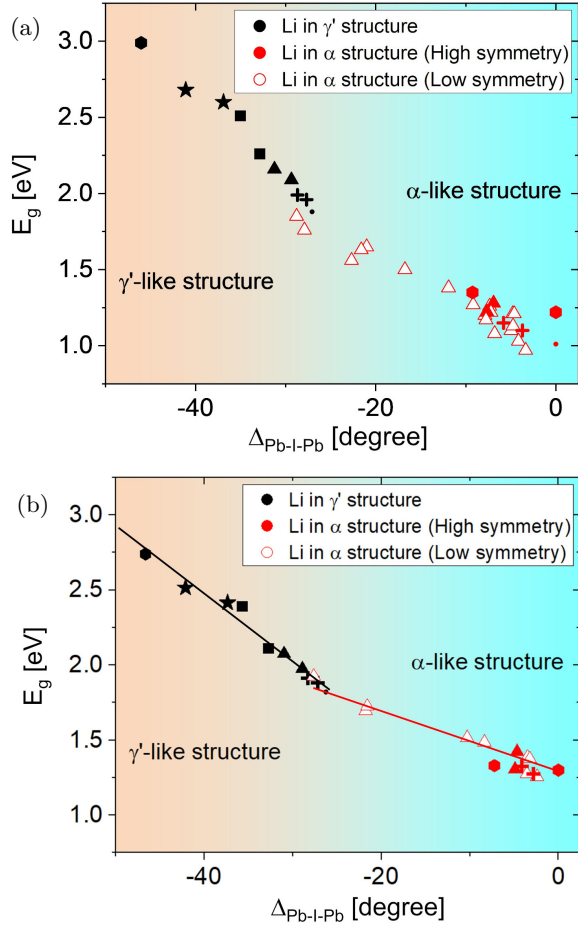 (a)
Li in γ' structure
Li in α structure (High symmetry)
Li in α structure (Low symmetry)
3.0
2.5
2.0
1.5
1.0
E_g [eV]
α-like structure
γ'-like structure
-40
-20
0
Δ_Pb-I-Pb [degree]
(b)
Li in γ' structure
Li in α structure (High symmetry)
Li in α structure (Low symmetry)
3.0
2.5
2.0
1.5
1.0
E_g [eV]
α-like structure
γ'-like structure
-40
-20
0
Δ_Pb-I-Pb [degree]